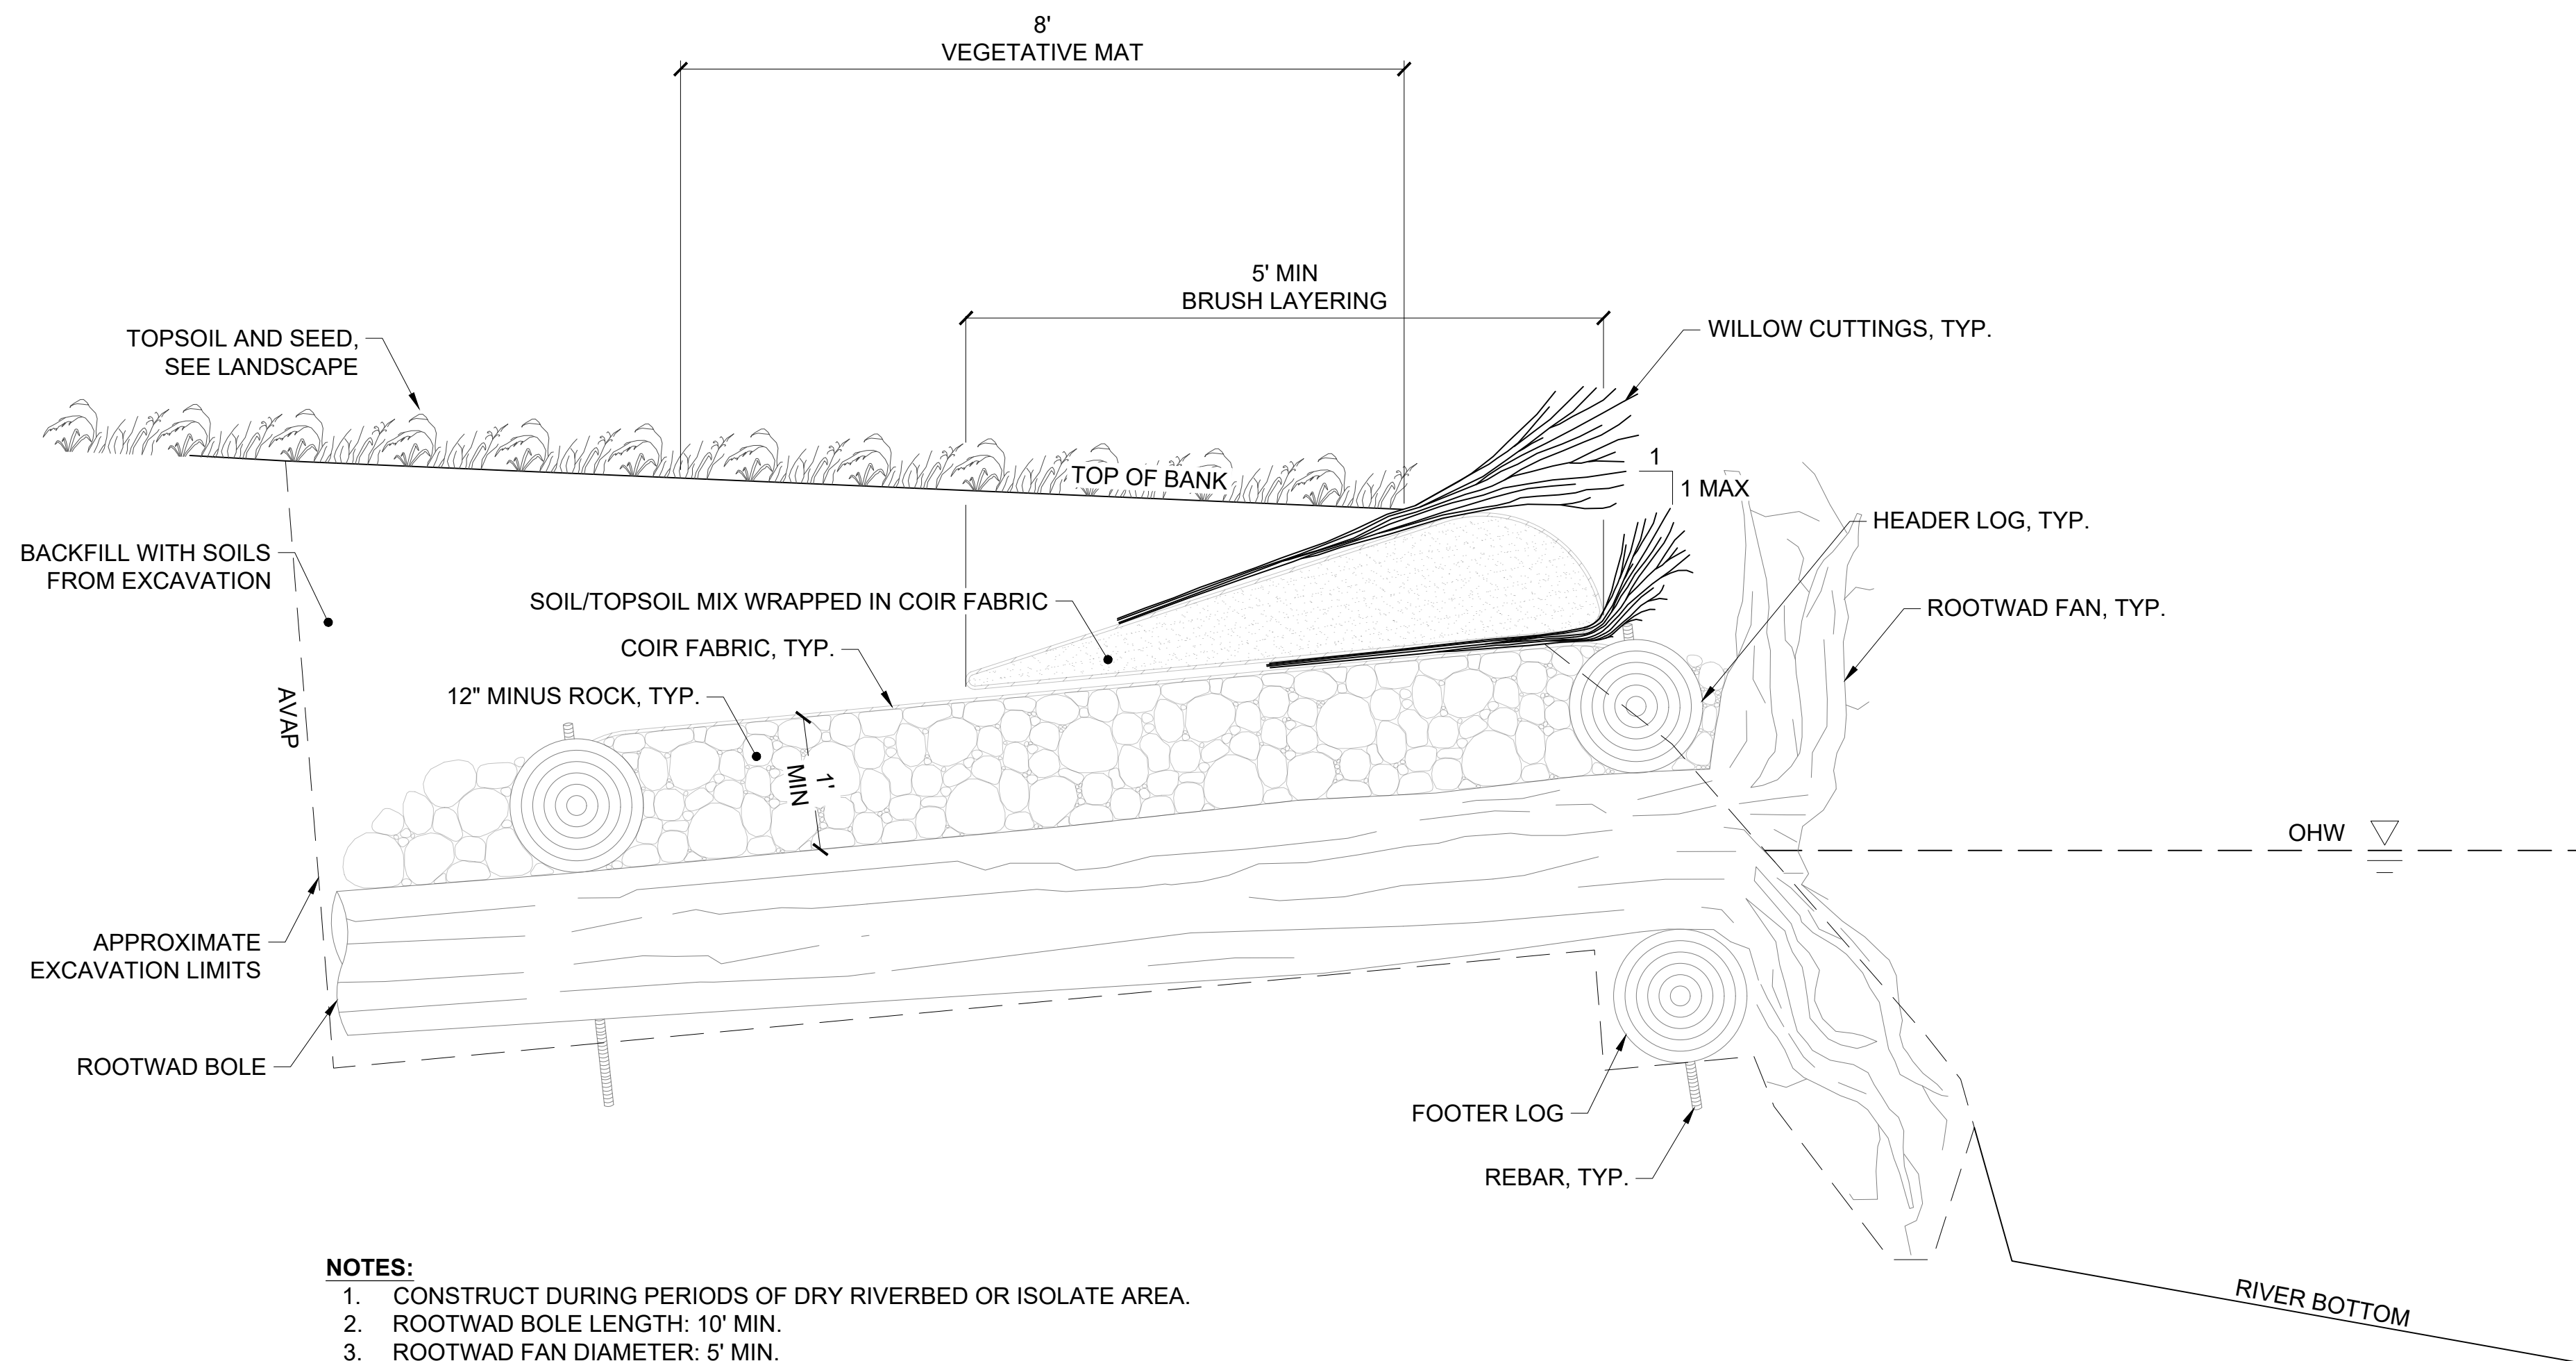 8'
VEGETATIVE MAT
5' MIN
BRUSH LAYERING
WILLOW CUTTINGS, TYP.
TOPSOIL AND SEED,
SEE LANDSCAPE
TOP OF BANK
1
1 MAX
HEADER LOG, TYP.
BACKFILL WITH SOILS
FROM EXCAVATION
SOIL/TOPSOIL MIX WRAPPED IN COIR FABRIC
ROOTWAD FAN, TYP.
COIR FABRIC, TYP.
12" MINUS ROCK, TYP.
AVAP
1'
MIN
OHW
APPROXIMATE
EXCAVATION LIMITS
ROOTWAD BOLE
FOOTER LOG
REBAR, TYP.
RIVER BOTTOM
NOTES:
1. CONSTRUCT DURING PERIODS OF DRY RIVERBED OR ISOLATE AREA.
2. ROOTWAD BOLE LENGTH: 10' MIN.
3. ROOTWAD FAN DIAMETER: 5' MIN.